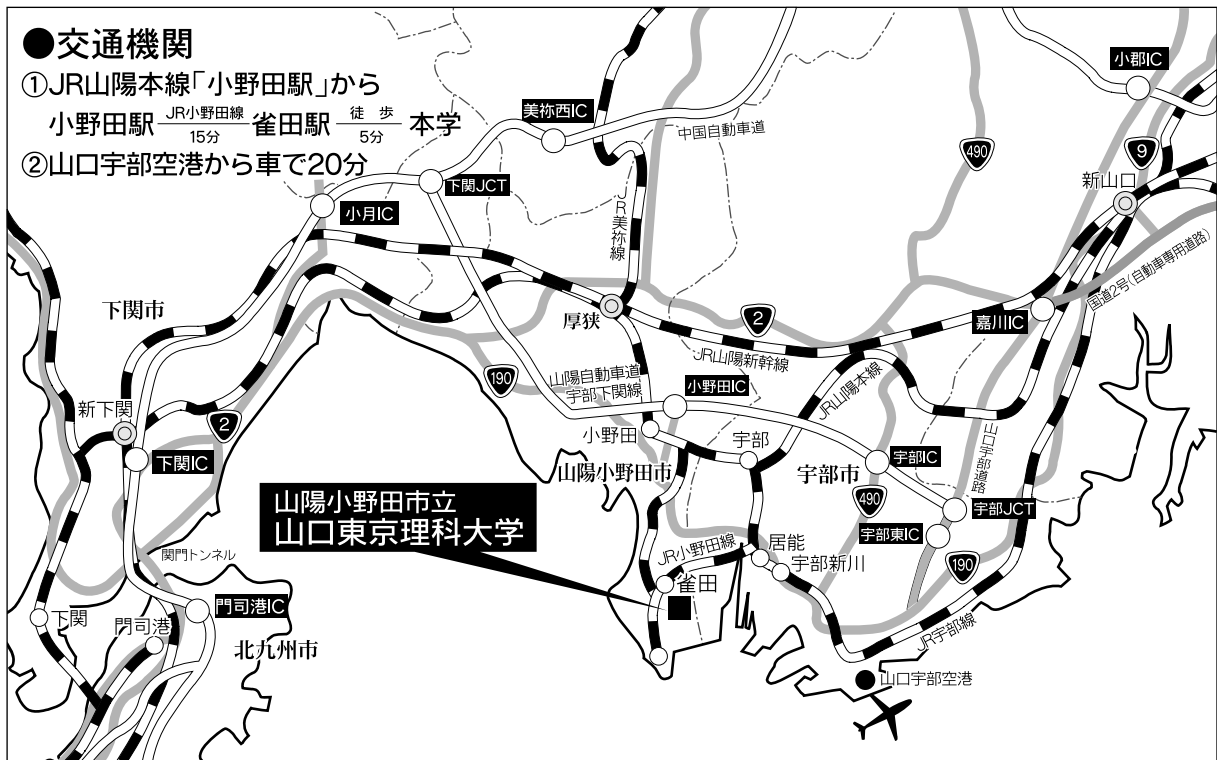 ●交通機関
①JR山陽本線「小野田駅」から
小野田駅 JR小野田線 15分 雀田駅 徒歩 5分 本学
②山口宇部空港から車で20分
小郡IC
美祢西IC
中国自動車道
490
9
新山口
下関JCT
小月IC
JR美祢線
国道2号(自動車専用道路)
下関市
厚狭
2
嘉川IC
JR山陽新幹線
190
山陽自動車道
宇部下関線
小野田IC
JR山陽本線
新下関
2
小野田
宇部
山口宇部道路
下関IC
山陽小野田市
宇部市
宇部IC
490
宇部JCT
山陽小野田市立
山口東京理科大学
宇部東IC
関門トンネル
JR小野田線
居能
宇部新川
190
雀田
下関
門司港IC
門司港
北九州市
JR宇部線
山口宇部空港